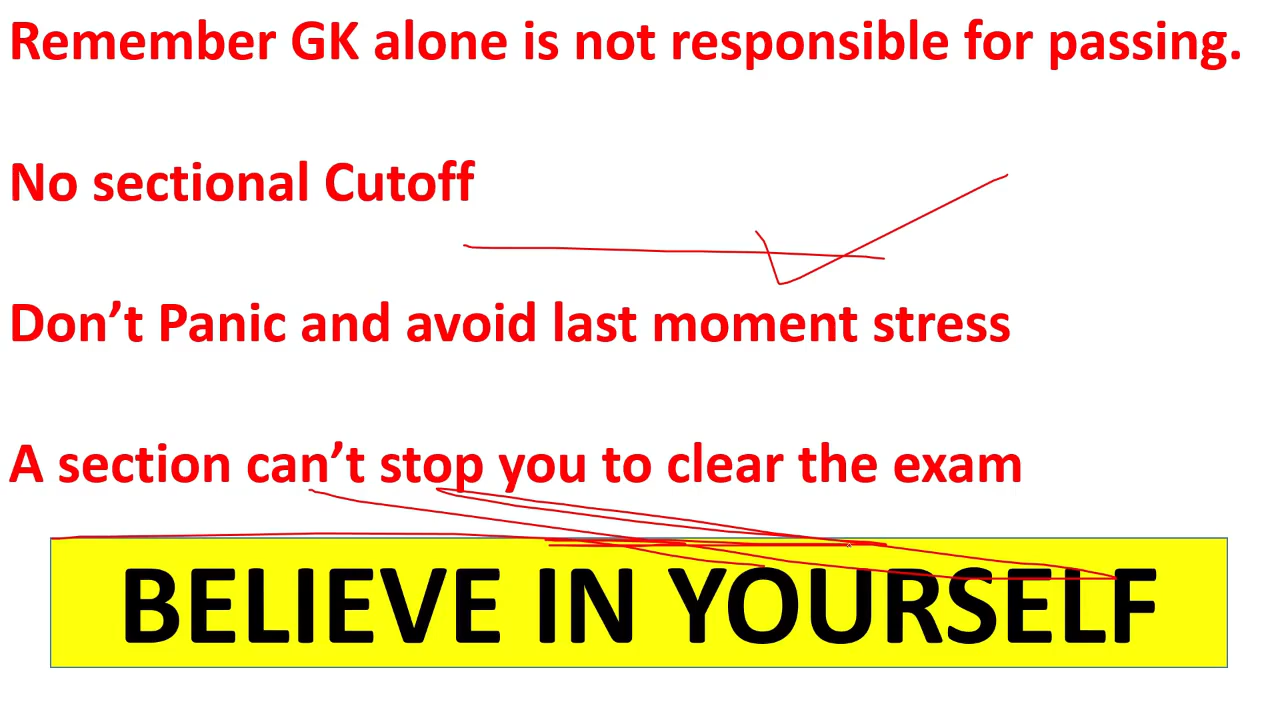 Remember GK alone is not responsible for passing.
No sectional Cutoff
Don’t Panic and avoid last moment stress
A section can’t stop you to clear the exam
BELIEVE IN YOURSELF